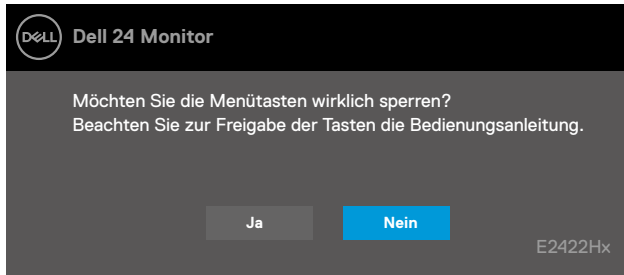 DELL Dell 24 Monitor
Möchten Sie die Menütasten wirklich sperren?
Beachten Sie zur Freigabe der Tasten die Bedienungsanleitung.
Ja Nein
E2422Hx